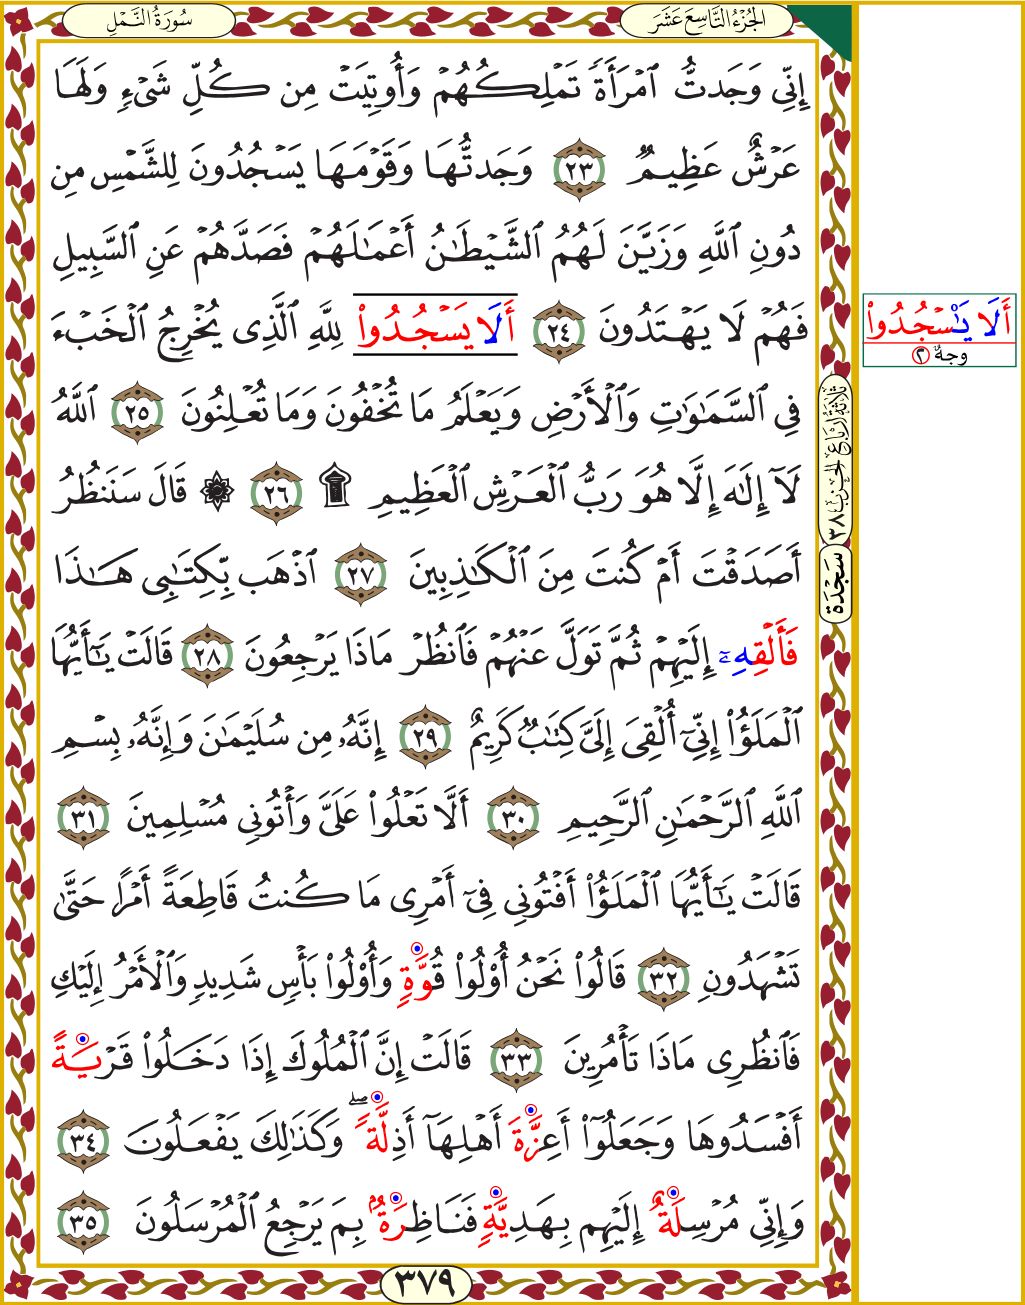 سُورَةُ النَّمْلِ
الجُزْءُ التَّاسِعَ عَشَرَ
إِنِّي وَجَدتُّ ٱمْرَأَةً تَمْلِكُهُمْ وَأُوتِيَتْ مِن كُلِّ شَيْءٍ وَلَهَا
عَرْشٌ عَظِيمٌ ٢٣ وَجَدتُّهَا وَقَوْمَهَا يَسْجُدُونَ لِلشَّمْسِ مِن
دُونِ ٱللَّهِ وَزَيَّنَ لَهُمُ ٱلشَّيْطَٰنُ أَعْمَٰلَهُمْ فَصَدَّهُمْ عَنِ ٱلسَّبِيلِ
فَهُمْ لَا يَهْتَدُونَ ٢٤ أَلَا يَسْجُدُوا۟ لِلَّهِ ٱلَّذِى يُخْرِجُ ٱلْخَبْءَ
فِي ٱلسَّمَٰوَٰتِ وَٱلْأَرْضِ وَيَعْلَمُ مَا تُخْفُونَ وَمَا تُعْلِنُونَ ٢٥ ٱللَّهُ
لَآ إِلَٰهَ إِلَّا هُوَ رَبُّ ٱلْعَرْشِ ٱلْعَظِيمِ ۩ ٢٦ ۞ قَالَ سَنَنظُرُ
أَصَدَقْتَ أَمْ كُنتَ مِنَ ٱلْكَٰذِبِينَ ٢٧ ٱذْهَب بِّكِتَٰبِى هَٰذَا
فَأَلْقِهِۦٓ إِلَيْهِمْ ثُمَّ تَوَلَّ عَنْهُمْ فَٱنظُرْ مَاذَا يَرْجِعُونَ ٢٨ قَالَتْ يَٰٓأَيُّهَا
ٱلْمَلَؤُا۟ إِنِّىٓ أُلْقِىَ إِلَىَّ كِتَٰبٌ كَرِيمٌ ٢٩ إِنَّهُۥ مِن سُلَيْمَٰنَ وَإِنَّهُۥ بِسْمِ
ٱللَّهِ ٱلرَّحْمَٰنِ ٱلرَّحِيمِ ٣٠ أَلَّا تَعْلُوا۟ عَلَىَّ وَأْتُونِى مُسْلِمِينَ ٣١
قَالَتْ يَٰٓأَيُّهَا ٱلْمَلَؤُا۟ أَفْتُونِى فِىٓ أَمْرِى مَا كُنتُ قَاطِعَةً أَمْرًا حَتَّىٰ
تَشْهَدُونِ ٣٢ قَالُوا۟ نَحْنُ أُو۟لُوا۟ قُوَّةٍ وَأُو۟لُوا۟ بَأْسٍ شَدِيدٍ وَٱلْأَمْرُ إِلَيْكِ
فَٱنظُرِى مَاذَا تَأْمُرِينَ ٣٣ قَالَتْ إِنَّ ٱلْمُلُوكَ إِذَا دَخَلُوا۟ قَرْيَةً
أَفْسَدُوهَا وَجَعَلُوٓا۟ أَعِزَّةَ أَهْلِهَآ أَذِلَّةً ۖ وَكَذَٰلِكَ يَفْعَلُونَ ٣٤
وَإِنِّي مُرْسِلَةٌ إِلَيْهِم بِهَدِيَّةٍ فَنَاظِرَةٌۢ بِمَ يَرْجِعُ ٱلْمُرْسَلُونَ ٣٥
٣٧٩
أَلَا يَٰٓسْجُدُوا۟
وجهٌ ٢
ثلاثة أرباع الحزب ٣٨
سَجْدَة